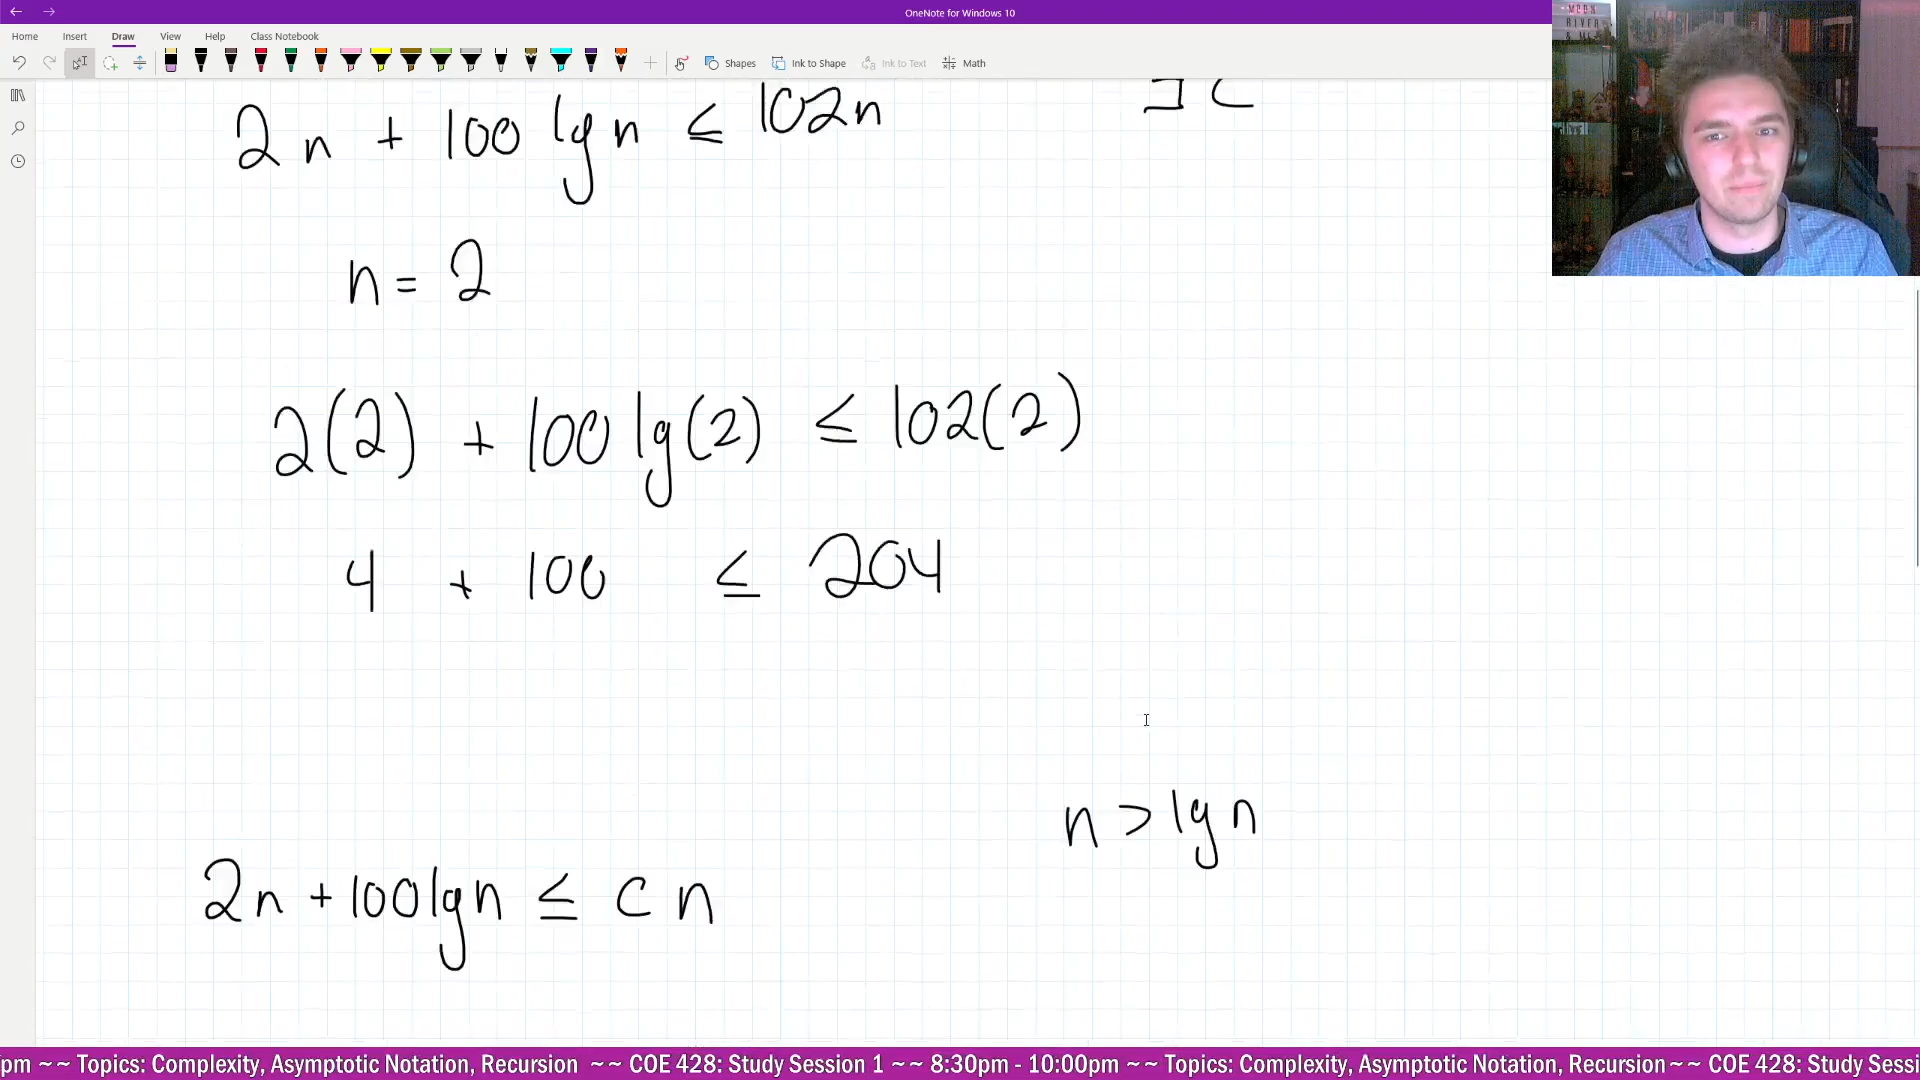 OneNote for Windows 10
Home Insert Draw View Help Class Notebook
Shapes Ink to Shape Ink to Text Math
2n + 100 lg n ≤ 102n
∃ C
n = 2
2(2) + 100 lg(2) ≤ 102(2)
4 + 100 ≤ 204
n > lg n
2n + 100lgn ≤ c n
MOON
RIVER
& ME
pm ~~ Topics: Complexity, Asymptotic Notation, Recursion ~~ COE 428: Study Session 1 ~~ 8:30pm - 10:00pm ~~ Topics: Complexity, Asymptotic Notation, Recursion ~~ COE 428: Study Sessi